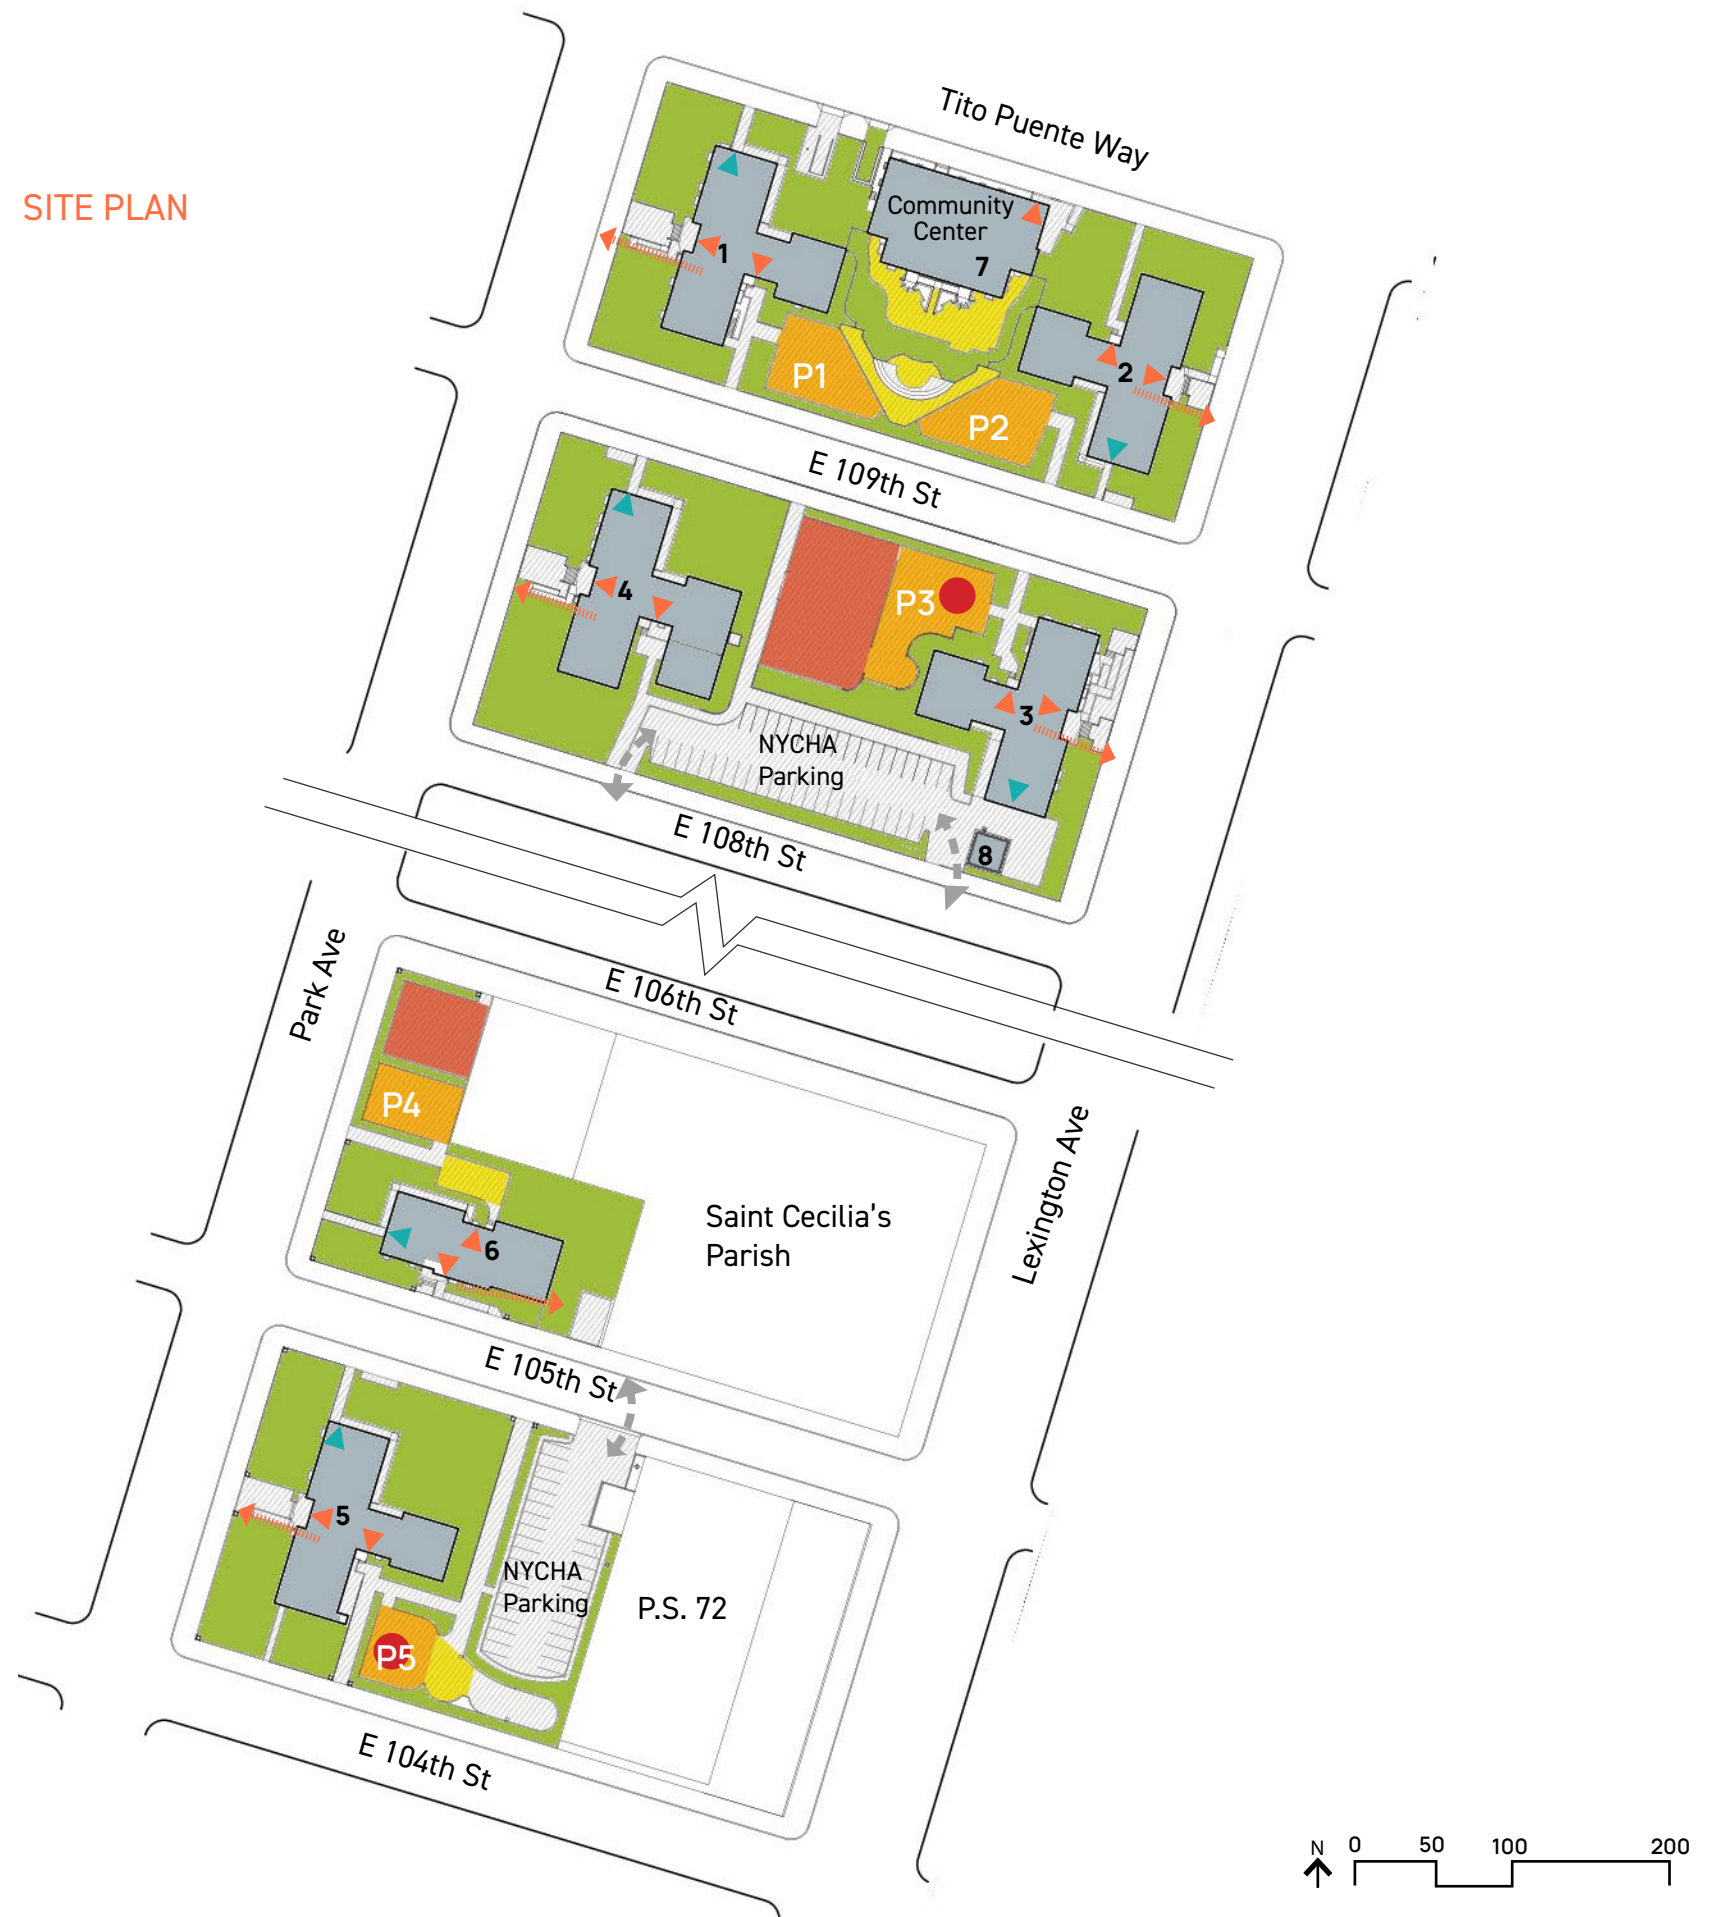 SITE PLAN
Tito Puente Way
Community
Center
7
1
2
P1
P2
E 109th St
4
P3
3
NYCHA
Parking
8
E 108th St
Park Ave
E 106th St
P4
Lexington Ave
Saint Cecilia's
Parish
6
E 105th St
5
NYCHA
Parking
P.S. 72
P5
E 104th St
N
0 50 100 200